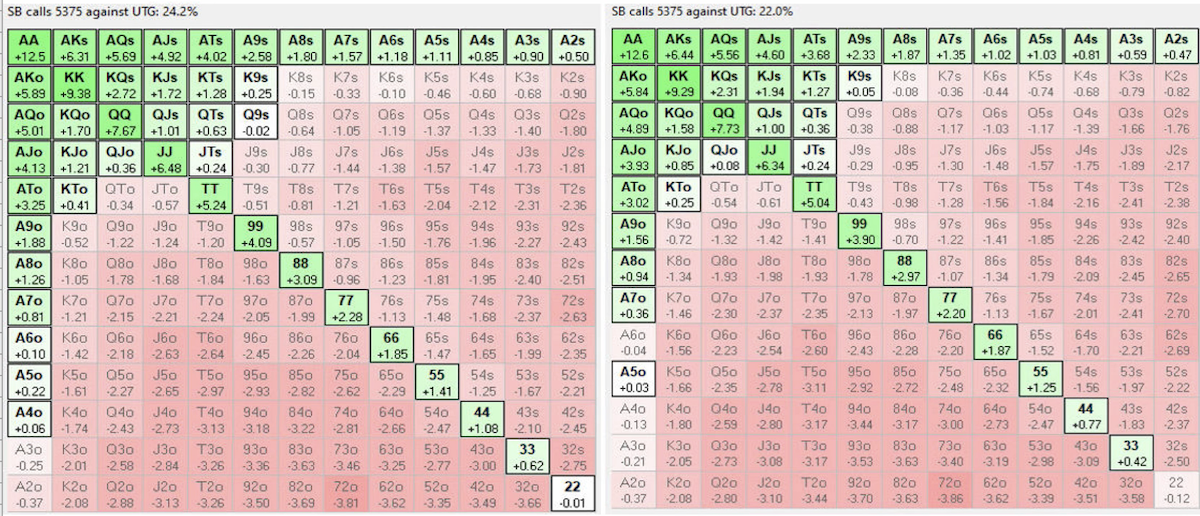 SB calls 5375 against UTG: 24.2%
AA AKs AQs AJs ATs A9s A8s A7s A6s A5s A4s A3s A2s
+12.5 +6.31 +5.69 +4.92 +4.02 +2.58 +1.80 +1.57 +1.18 +1.11 +0.85 +0.90 +0.50
AKo KK KQs KJs KTs K9s K8s K7s K6s K5s K4s K3s K2s
+5.89 +9.38 +2.72 +1.72 +1.28 +0.25 -0.15 -0.33 -0.10 -0.46 -0.60 -0.68 -0.90
AQo KQo QQ QJs QTs Q9s Q8s Q7s Q6s Q5s Q4s Q3s Q2s
+5.01 +1.70 +7.67 +1.01 +0.63 -0.02 -0.64 -1.05 -1.19 -1.37 -1.33 -1.40 -1.80
AJo KJo QJo JJ JTs J9s J8s J7s J6s J5s J4s J3s J2s
+4.13 +1.21 +0.36 +6.48 +0.24 -0.30 -0.77 -1.44 -1.38 -1.57 -1.47 -1.73 -1.81
ATo KTo QTo JTo TT T9s T8s T7s T6s T5s T4s T3s T2s
+3.25 +0.41 -0.34 -0.57 +5.24 -0.51 -0.81 -1.21 -1.63 -2.04 -2.12 -2.31 -2.36
A9o K9o Q9o J9o T9o 99 98s 97s 96s 95s 94s 93s 92s
+1.88 -0.52 -1.22 -1.24 -1.20 +4.09 -0.57 -1.05 -1.50 -1.76 -1.96 -2.27 -2.43
A8o K8o Q8o J8o T8o 98o 88 87s 86s 85s 84s 83s 82s
+1.26 -1.05 -1.78 -1.68 -1.84 -1.63 +3.09 -0.96 -1.23 -1.81 -1.95 -2.40 -2.51
A7o K7o Q7o J7o T7o 97o 87o 77 76s 75s 74s 73s 72s
+0.81 -1.21 -2.15 -2.21 -2.24 -2.05 -1.99 +2.28 -1.13 -1.48 -1.68 -2.37 -2.63
A6o K6o Q6o J6o T6o 96o 86o 76o 66 65s 64s 63s 62s
+0.10 -1.42 -2.18 -2.63 -2.64 -2.45 -2.26 -2.04 +1.85 -1.47 -1.65 -1.99 -2.35
A5o K5o Q5o J5o T5o 95o 85o 75o 65o 55 54s 53s 52s
+0.22 -1.61 -2.27 -2.65 -2.97 -2.93 -2.82 -2.62 -2.29 +1.41 -1.25 -1.67 -2.21
A4o K4o Q4o J4o T4o 94o 84o 74o 64o 54o 44 43s 42s
+0.06 -1.74 -2.43 -2.73 -3.13 -3.18 -3.22 -2.81 -2.66 -2.47 +1.08 -2.10 -2.45
A3o K3o Q3o J3o T3o 93o 83o 73o 63o 53o 43o 33 32s
-0.25 -2.01 -2.58 -2.84 -3.26 -3.36 -3.63 -3.46 -3.25 -2.77 -3.00 +0.62 -2.75
A2o K2o Q2o J2o T2o 92o 82o 72o 62o 52o 42o 32o 22
-0.37 -2.08 -2.88 -3.13 -3.26 -3.50 -3.69 -3.81 -3.62 -3.35 -3.49 -3.66 -0.01
SB calls 5375 against UTG: 22.0%
AA AKs AQs AJs ATs A9s A8s A7s A6s A5s A4s A3s A2s
+12.6 +6.44 +5.56 +4.60 +3.68 +2.33 +1.87 +1.35 +1.02 +1.03 +0.81 +0.59 +0.47
AKo KK KQs KJs KTs K9s K8s K7s K6s K5s K4s K3s K2s
+5.84 +9.29 +2.31 +1.94 +1.27 +0.05 -0.08 -0.36 -0.44 -0.74 -0.68 -0.79 -0.82
AQo KQo QQ QJs QTs Q9s Q8s Q7s Q6s Q5s Q4s Q3s Q2s
+4.89 +1.58 +7.73 +1.00 +0.36 -0.38 -0.88 -1.17 -1.03 -1.17 -1.39 -1.66 -1.76
AJo KJo QJo JJ JTs J9s J8s J7s J6s J5s J4s J3s J2s
+3.93 +0.85 +0.08 +6.34 +0.24 -0.29 -0.95 -1.30 -1.48 -1.57 -1.75 -1.89 -2.17
ATo KTo QTo JTo TT T9s T8s T7s T6s T5s T4s T3s T2s
+3.02 +0.25 -0.54 -0.61 +5.04 -0.43 -0.98 -1.28 -1.56 -1.84 -2.16 -2.41 -2.38
A9o K9o Q9o J9o T9o 99 98s 97s 96s 95s 94s 93s 92s
+1.56 -0.72 -1.32 -1.42 -1.41 +3.90 -0.70 -1.22 -1.41 -1.85 -2.26 -2.42 -2.40
A8o K8o Q8o J8o T8o 98o 88 87s 86s 85s 84s 83s 82s
+0.94 -1.34 -1.93 -1.98 -1.93 -1.78 +2.97 -1.07 -1.34 -1.79 -2.09 -2.45 -2.65
A7o K7o Q7o J7o T7o 97o 87o 77 76s 75s 74s 73s 72s
+0.36 -1.46 -2.30 -2.37 -2.35 -2.13 -1.97 +2.20 -1.13 -1.57 -2.01 -2.41 -2.70
A6o K6o Q6o J6o T6o 96o 86o 76o 66 65s 64s 63s 62s
-0.04 -1.56 -2.23 -2.54 -2.60 -2.43 -2.28 -2.20 +1.87 -1.52 -1.70 -2.21 -2.69
A5o K5o Q5o J5o T5o 95o 85o 75o 65o 55 54s 53s 52s
+0.03 -1.66 -2.35 -2.78 -3.11 -2.92 -2.72 -2.48 -2.32 +1.25 -1.56 -1.97 -2.22
A4o K4o Q4o J4o T4o 94o 84o 74o 64o 54o 44 43s 42s
-0.13 -1.80 -2.59 -2.80 -3.17 -3.44 -3.17 -3.00 -2.73 -2.47 +0.77 -1.83 -2.37
A3o K3o Q3o J3o T3o 93o 83o 73o 63o 53o 43o 33 32s
-0.21 -2.05 -2.73 -3.08 -3.17 -3.53 -3.63 -3.40 -3.19 -2.98 -3.09 +0.42 -2.50
A2o K2o Q2o J2o T2o 92o 82o 72o 62o 52o 42o 32o 22
-0.37 -2.08 -2.80 -3.10 -3.44 -3.70 -3.63 -3.86 -3.62 -3.39 -3.51 -3.58 -0.12